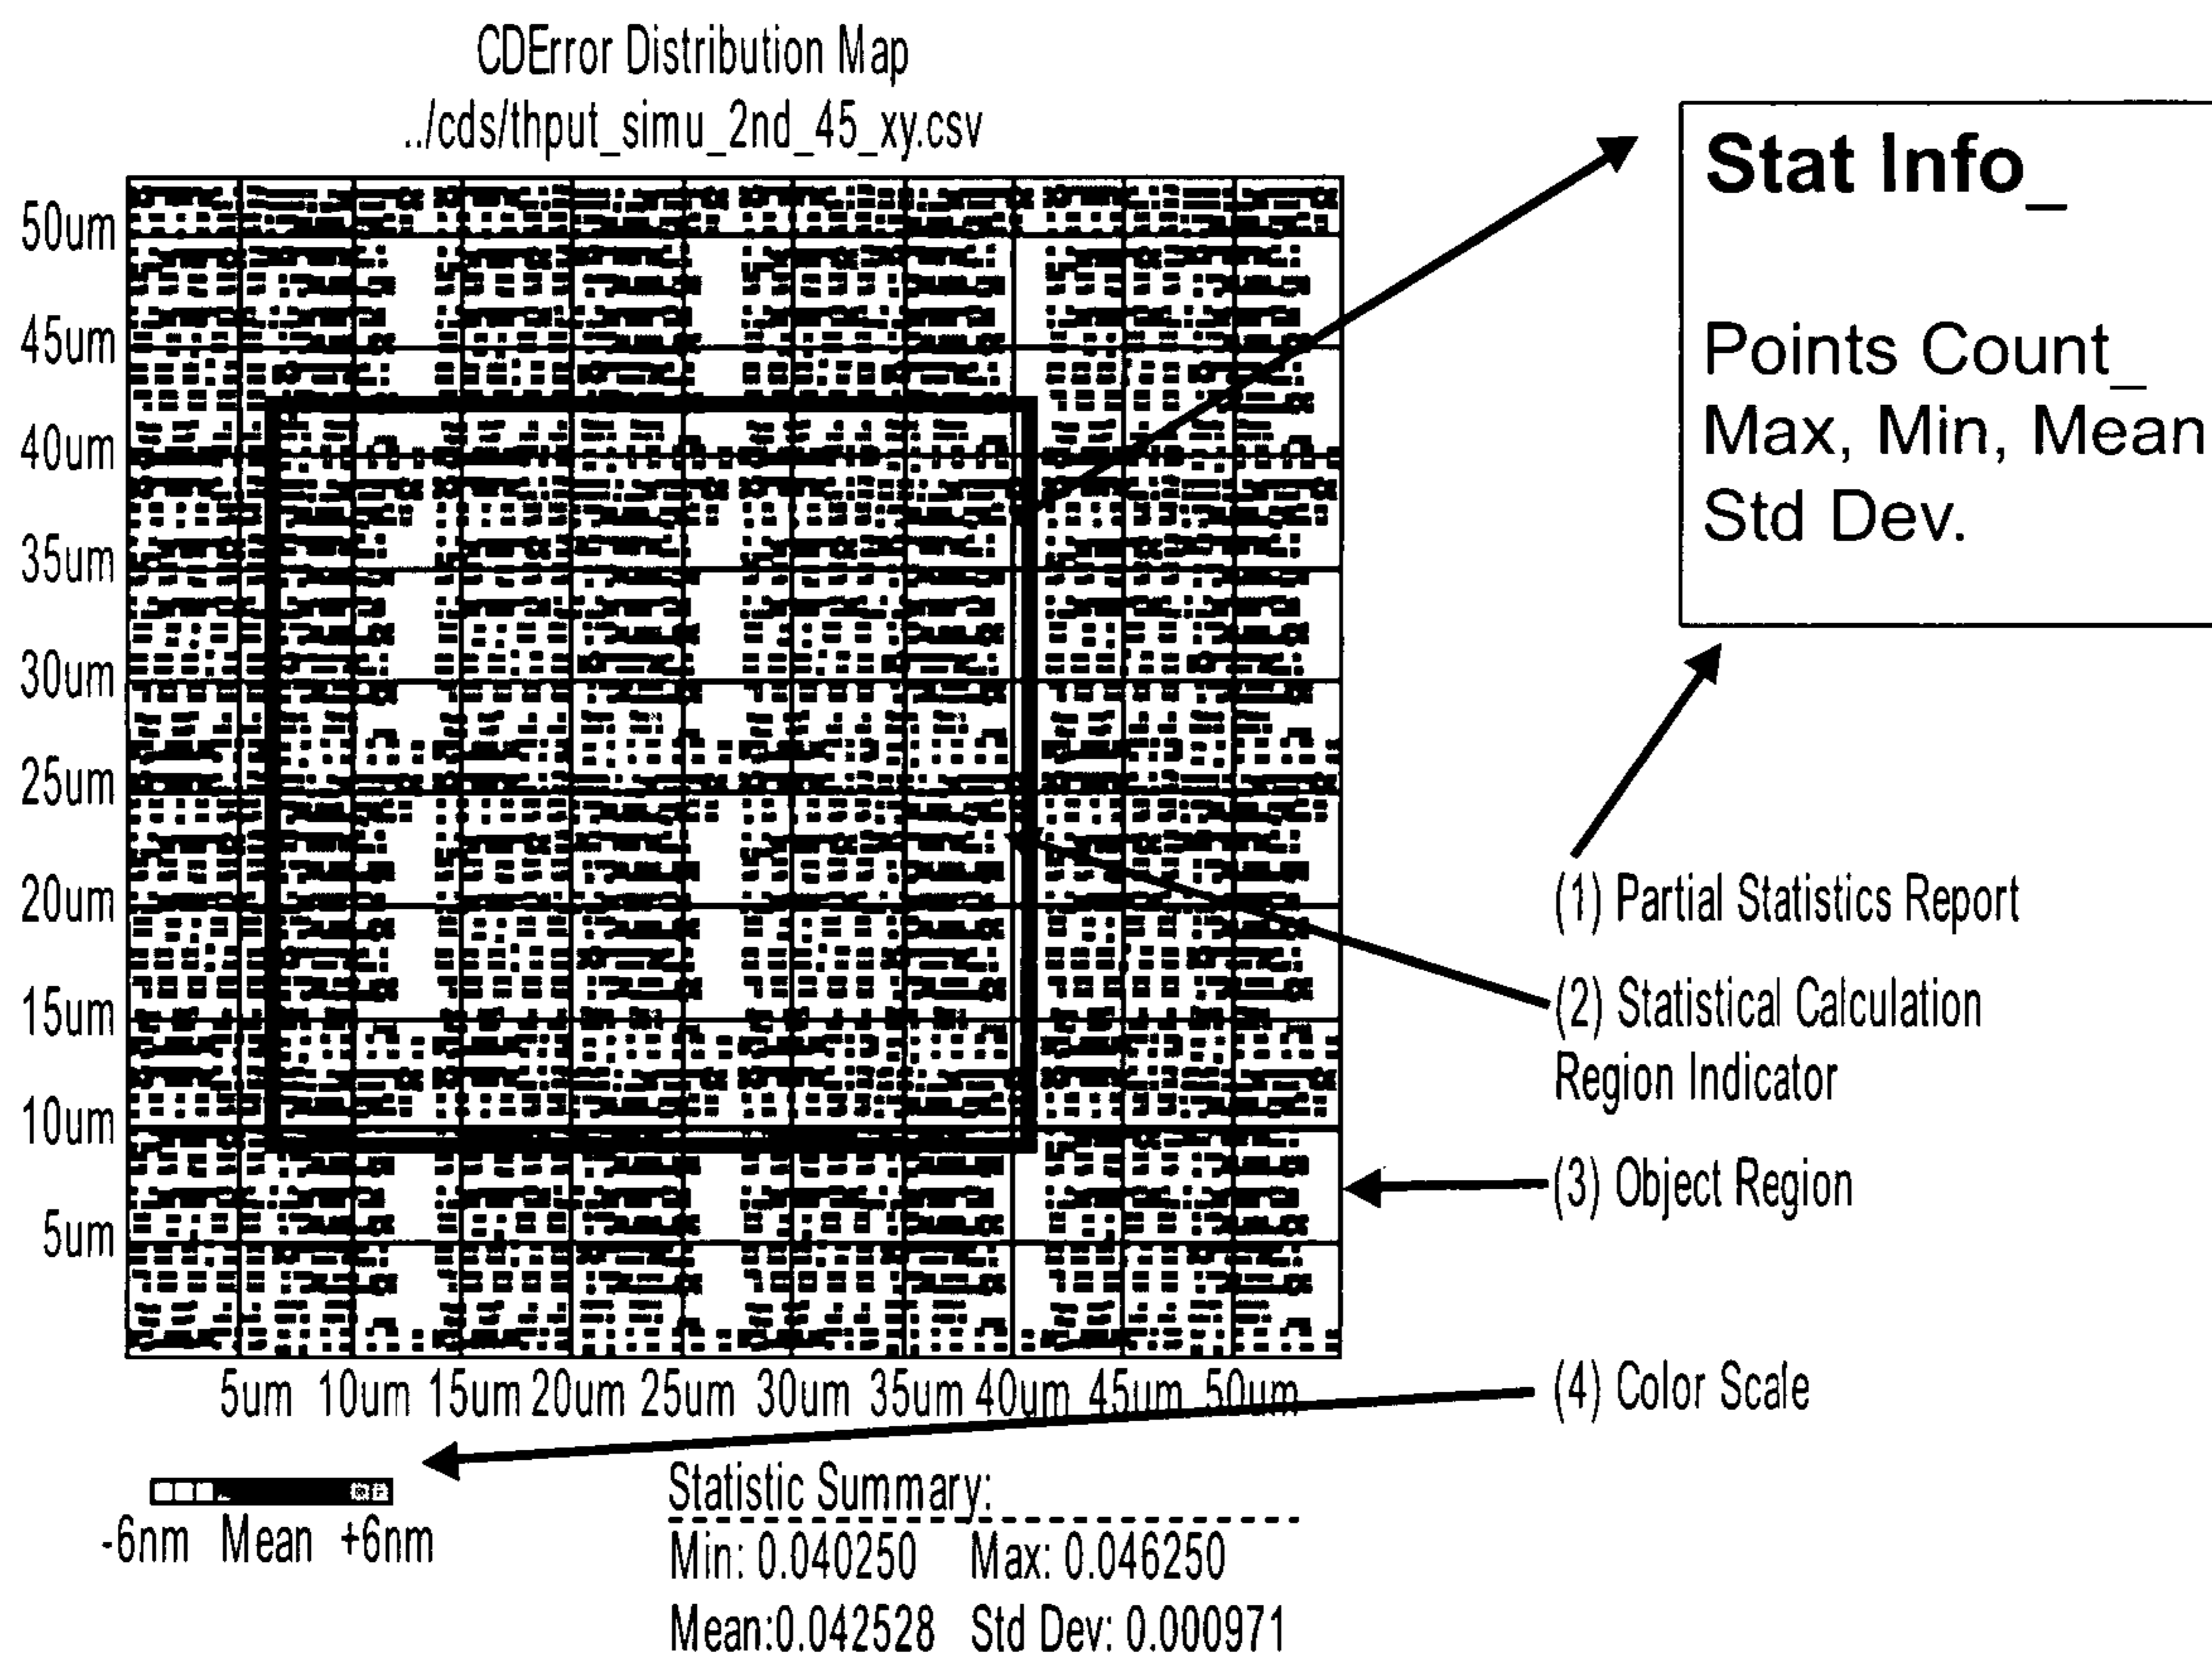 CDError Distribution Map
../cds/thput_simu_2nd_45_xy.csv
50um
45um
40um
35um
30um
25um
20um
15um
10um
5um
5um 10um 15um 20um 25um 30um 35um 40um 45um 50um
-6nm Mean +6nm
Statistic Summary:
Min: 0.040250 Max: 0.046250
Mean:0.042528 Std Dev: 0.000971
Stat Info_
Points Count_
Max, Min, Mean
Std Dev.
(1) Partial Statistics Report
(2) Statistical Calculation
Region Indicator
(3) Object Region
(4) Color Scale